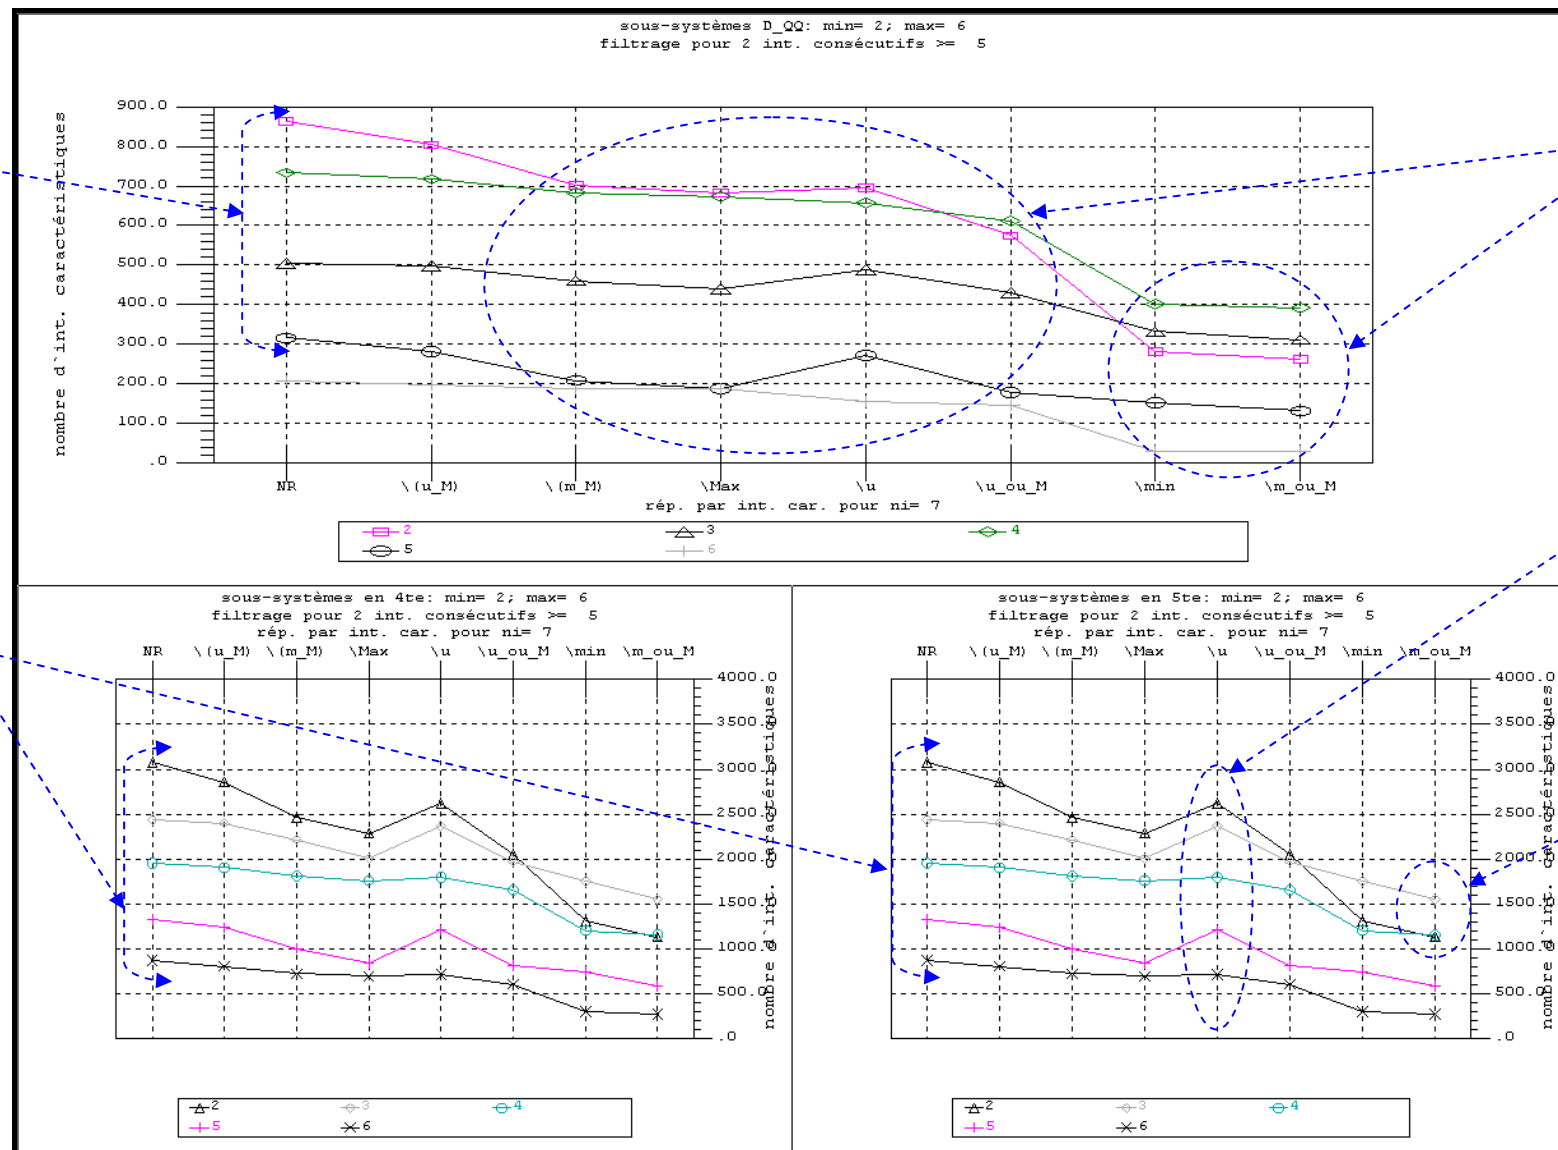 sous-systèmes D_QQ: min= 2; max= 6
filtrage pour 2 int. consécutifs >= 5
nombre d`int. caractéristiques
900.0
800.0
700.0
600.0
500.0
400.0
300.0
200.0
100.0
.0
NR \(u_M) \(m_M) \Max \u \u_ou_M \min \m_ou_M
rép. par int. car. pour ni= 7
2 3 4
5 6
sous-systèmes en 4te: min= 2; max= 6
filtrage pour 2 int. consécutifs >= 5
rép. par int. car. pour ni= 7
NR \(u_M) \(m_M) \Max \u \u_ou_M \min \m_ou_M
4000.0
3500.0
3000.0
2500.0
2000.0
1500.0
1000.0
500.0
.0
nombre d`int. caractéristiques
2 3 4
5 6
sous-systèmes en 5te: min= 2; max= 6
filtrage pour 2 int. consécutifs >= 5
rép. par int. car. pour ni= 7
NR \(u_M) \(m_M) \Max \u \u_ou_M \min \m_ou_M
4000.0
3500.0
3000.0
2500.0
2000.0
1500.0
1000.0
500.0
.0
nombre d`int. caractéristiques
2 3 4
5 6